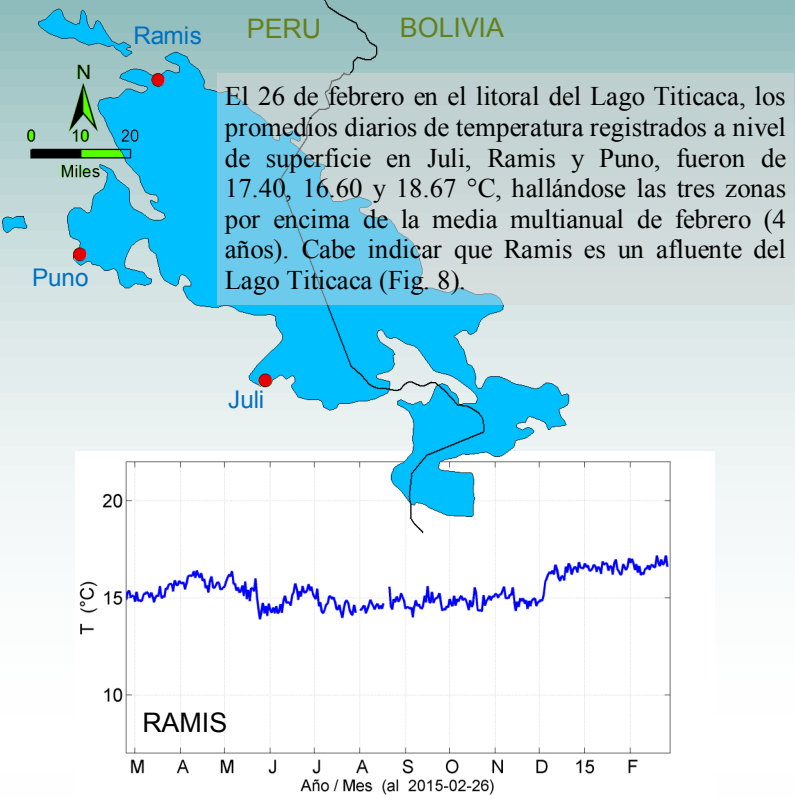 PERU BOLIVIA
Ramis
N
0 10 20
Miles
El 26 de febrero en el litoral del Lago Titicaca, los
promedios diarios de temperatura registrados a nivel
de superficie en Juli, Ramis y Puno, fueron de
17.40, 16.60 y 18.67 °C, hallándose las tres zonas
por encima de la media multianual de febrero (4
años). Cabe indicar que Ramis es un afluente del
Lago Titicaca (Fig. 8).
Puno
Juli
20
15
10
T (°C)
RAMIS
M A M J J A S O N D 15 F
Año / Mes (al 2015-02-26)